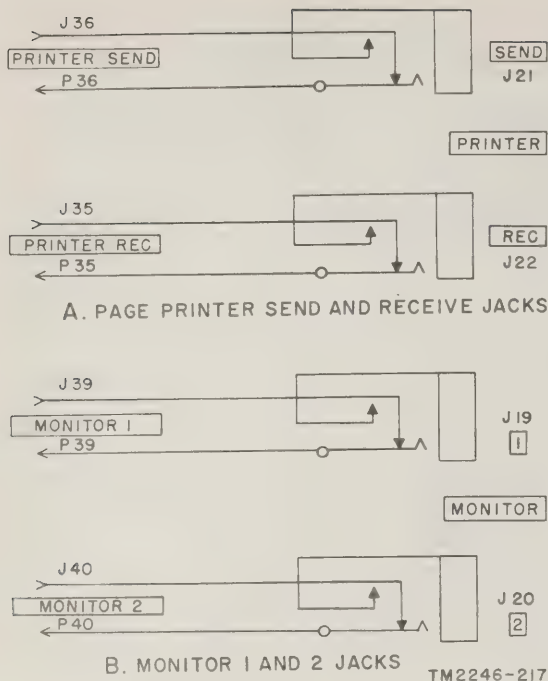 J36
PRINTER SEND
P36
SEND
J21
PRINTER
J35
PRINTER REC
P35
REC
J22
A. PAGE PRINTER SEND AND RECEIVE JACKS
J39
MONITOR 1
P39
J19
1
MONITOR
J40
MONITOR 2
P40
J20
2
B. MONITOR 1 AND 2 JACKS
TM2246-217